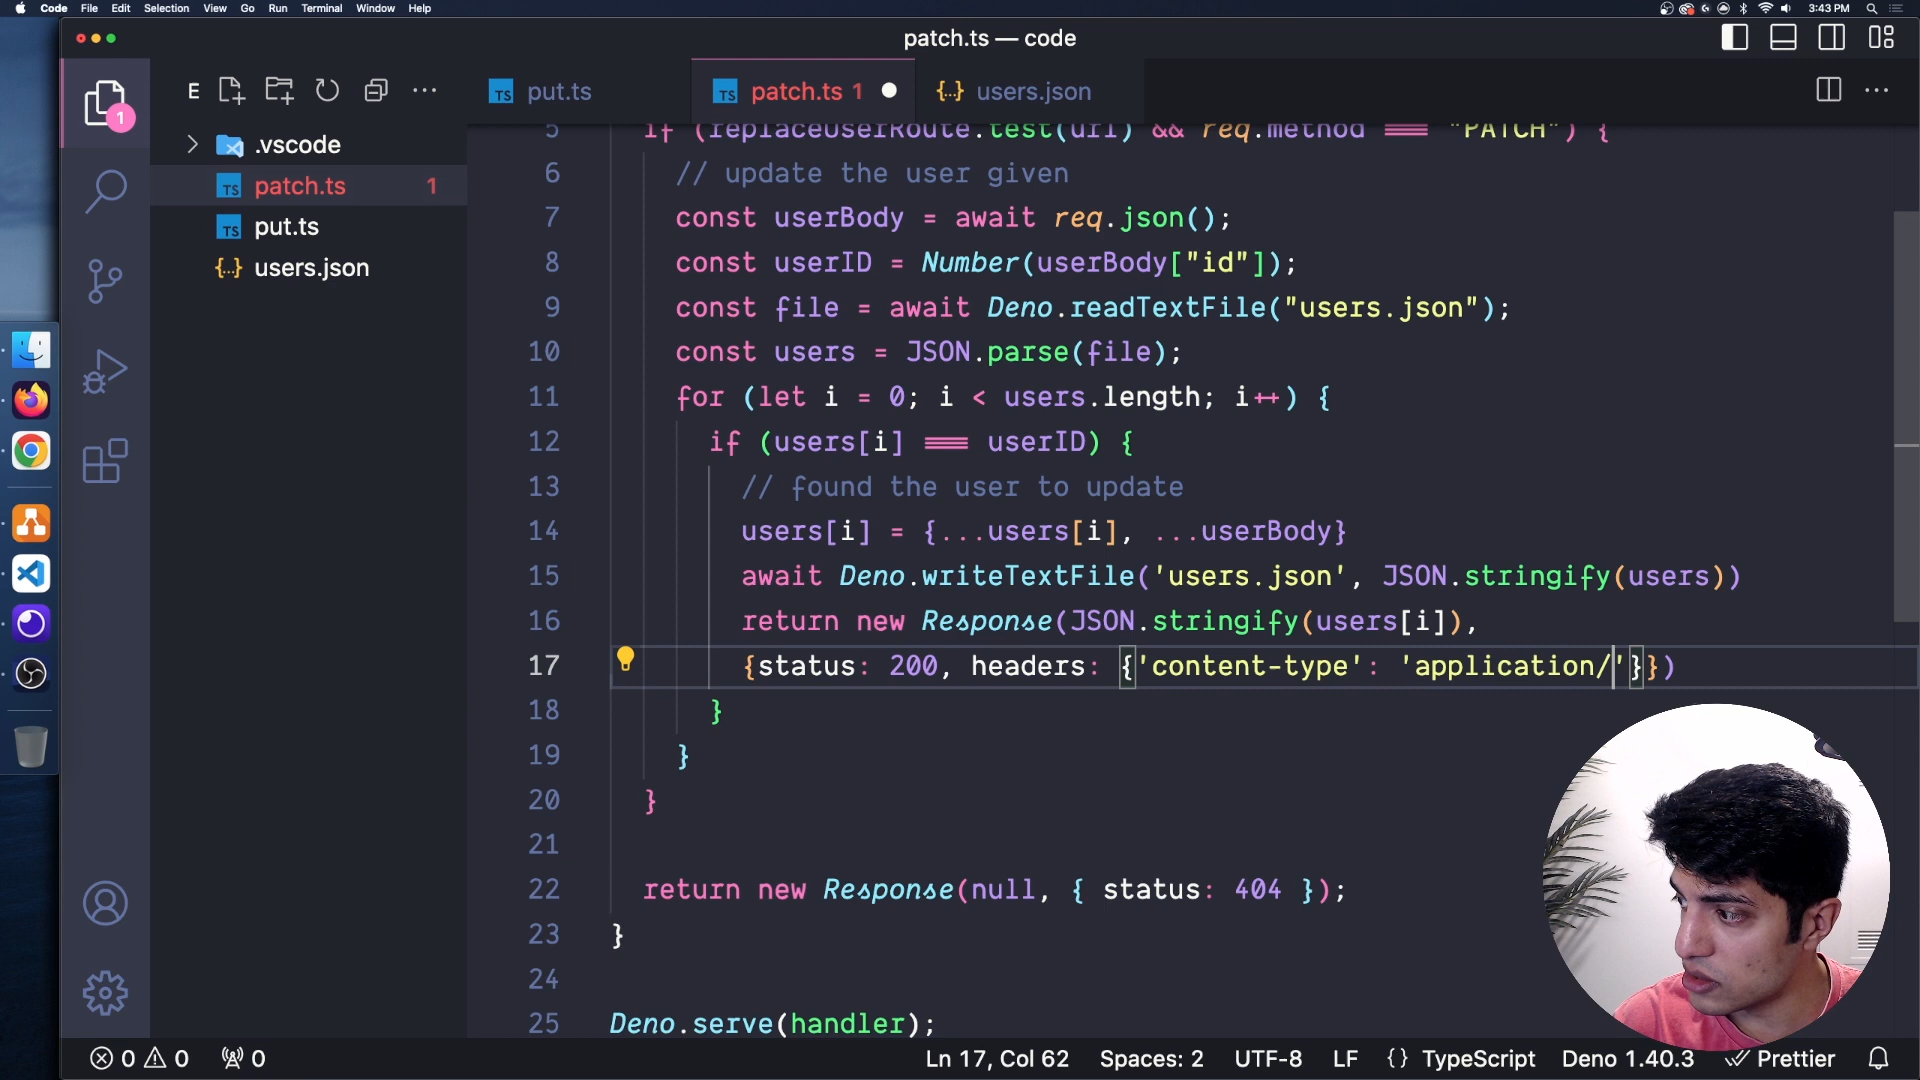 Code File Edit Selection View Go Run Terminal Window Help 3:43 PM
patch.ts — code
E
put.ts patch.ts 1 users.json
1
.vscode
patch.ts 1
put.ts
users.json
5 if (replaceUserRoute.test(url) && req.method === "PATCH") {
6 // update the user given
7 const userBody = await req.json();
8 const userID = Number(userBody["id"]);
9 const file = await Deno.readTextFile("users.json");
10 const users = JSON.parse(file);
11 for (let i = 0; i < users.length; i++) {
12 if (users[i] === userID) {
13 // found the user to update
14 users[i] = {...users[i], ...userBody}
15 await Deno.writeTextFile('users.json', JSON.stringify(users))
16 return new Response(JSON.stringify(users[i]),
17 {status: 200, headers: {'content-type': 'application/'}})
18 }
19 }
20 }
21
22 return new Response(null, { status: 404 });
23 }
24
25 Deno.serve(handler);
0 0 0 Ln 17, Col 62 Spaces: 2 UTF-8 LF {} TypeScript Deno 1.40.3 Prettier